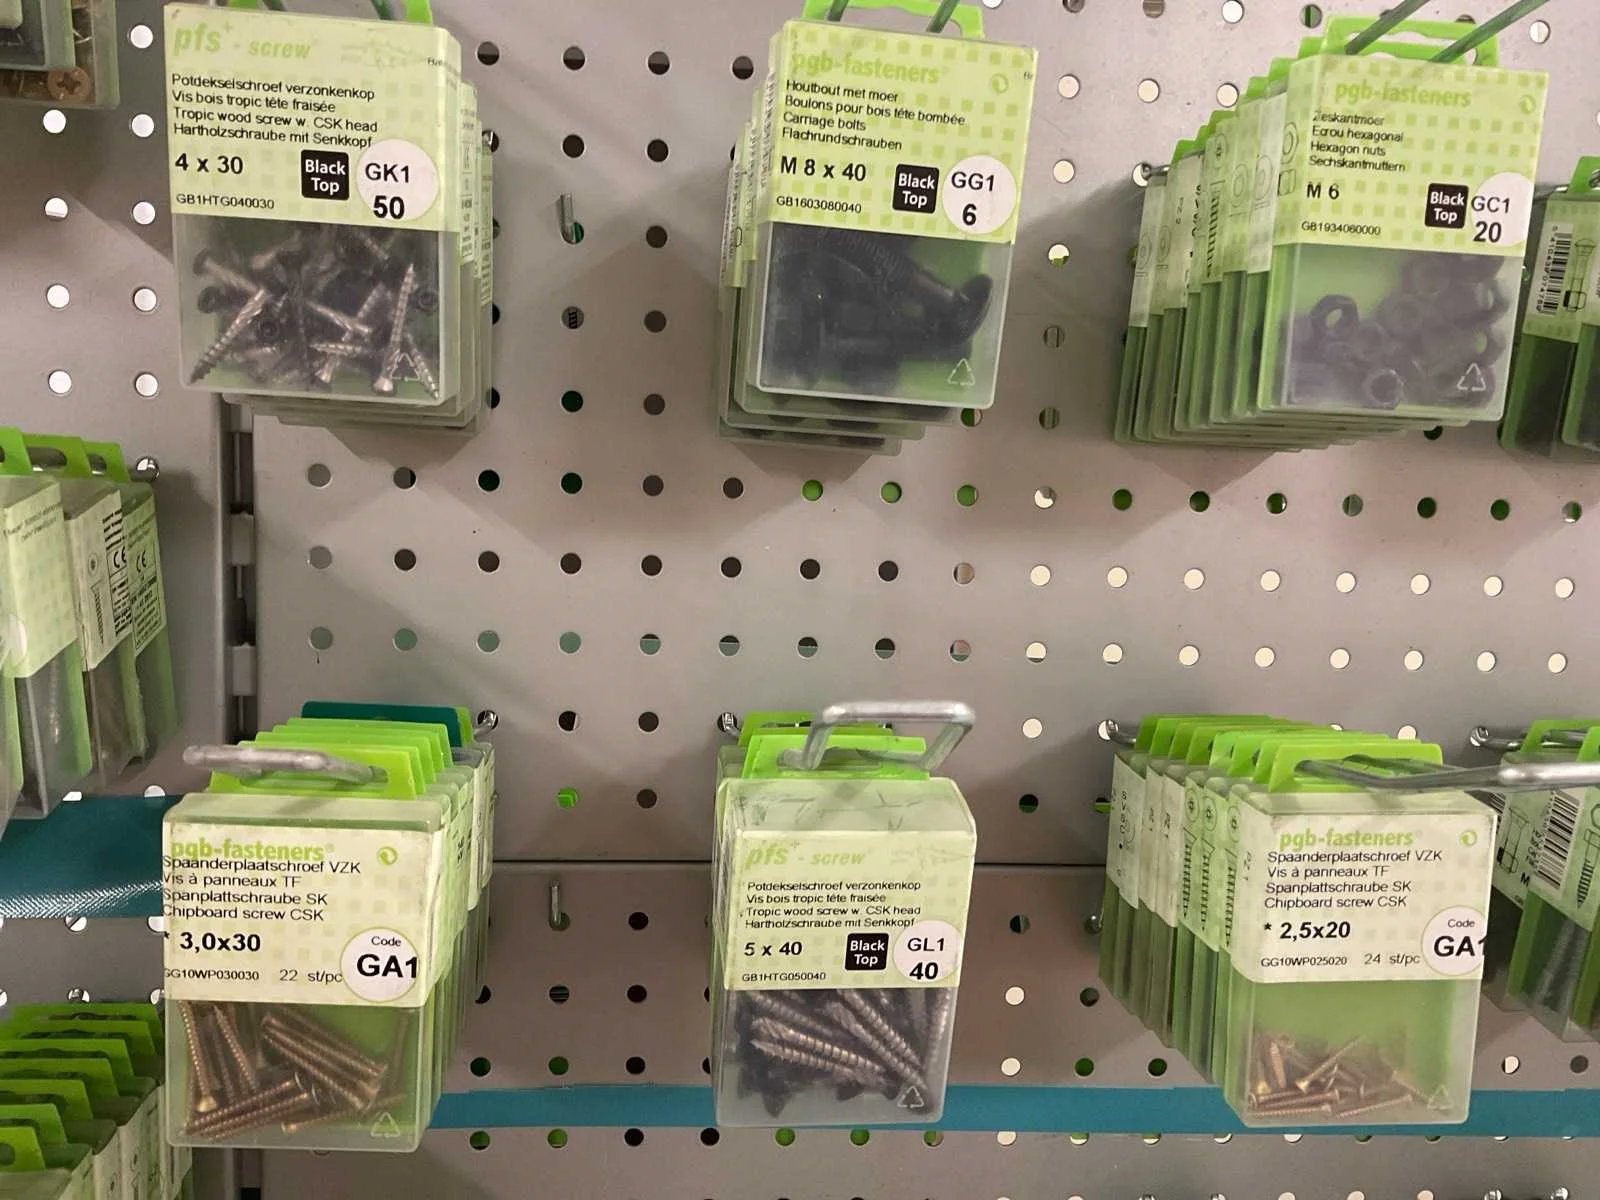 pfs+ - screw
Potdekselschroef verzonkenkop
Vis bois tropic tête fraisée
Tropic wood screw w. CSK head
Hartholzschraube mit Senkkopf
4 x 30
Black Top
GK1
50
GB1HTG040030
pgb-fasteners
Houtbout met moer
Boulons pour bois tête bombée
Carriage bolts
Flachrundschrauben
M 8 x 40
Black Top
GG1
6
GB1603080040
pgb-fasteners
Zeskantmoer
Ecrou hexagonal
Hexagon nuts
Sechskantmuttern
M 6
Black Top
GC1
20
GB1934060000
pgb-fasteners
Spaanderplaatschroef VZK
Vis à panneaux TF
Spanplattschraube SK
Chipboard screw CSK
* 3,0x30
Code
GA1
GG10WP030030 22 st/pc
pfs+ - screw
Potdekselschroef verzonkenkop
Vis bois tropic tête fraisée
Tropic wood screw w. CSK head
Hartholzschraube mit Senkkopf
5 x 40
Black Top
GL1
40
GB1HTG050040
pgb-fasteners
Spaanderplaatschroef VZK
Vis à panneaux TF
Spanplattschraube SK
Chipboard screw CSK
* 2,5x20
Code
GA1
GG10WP025020 24 st/pc